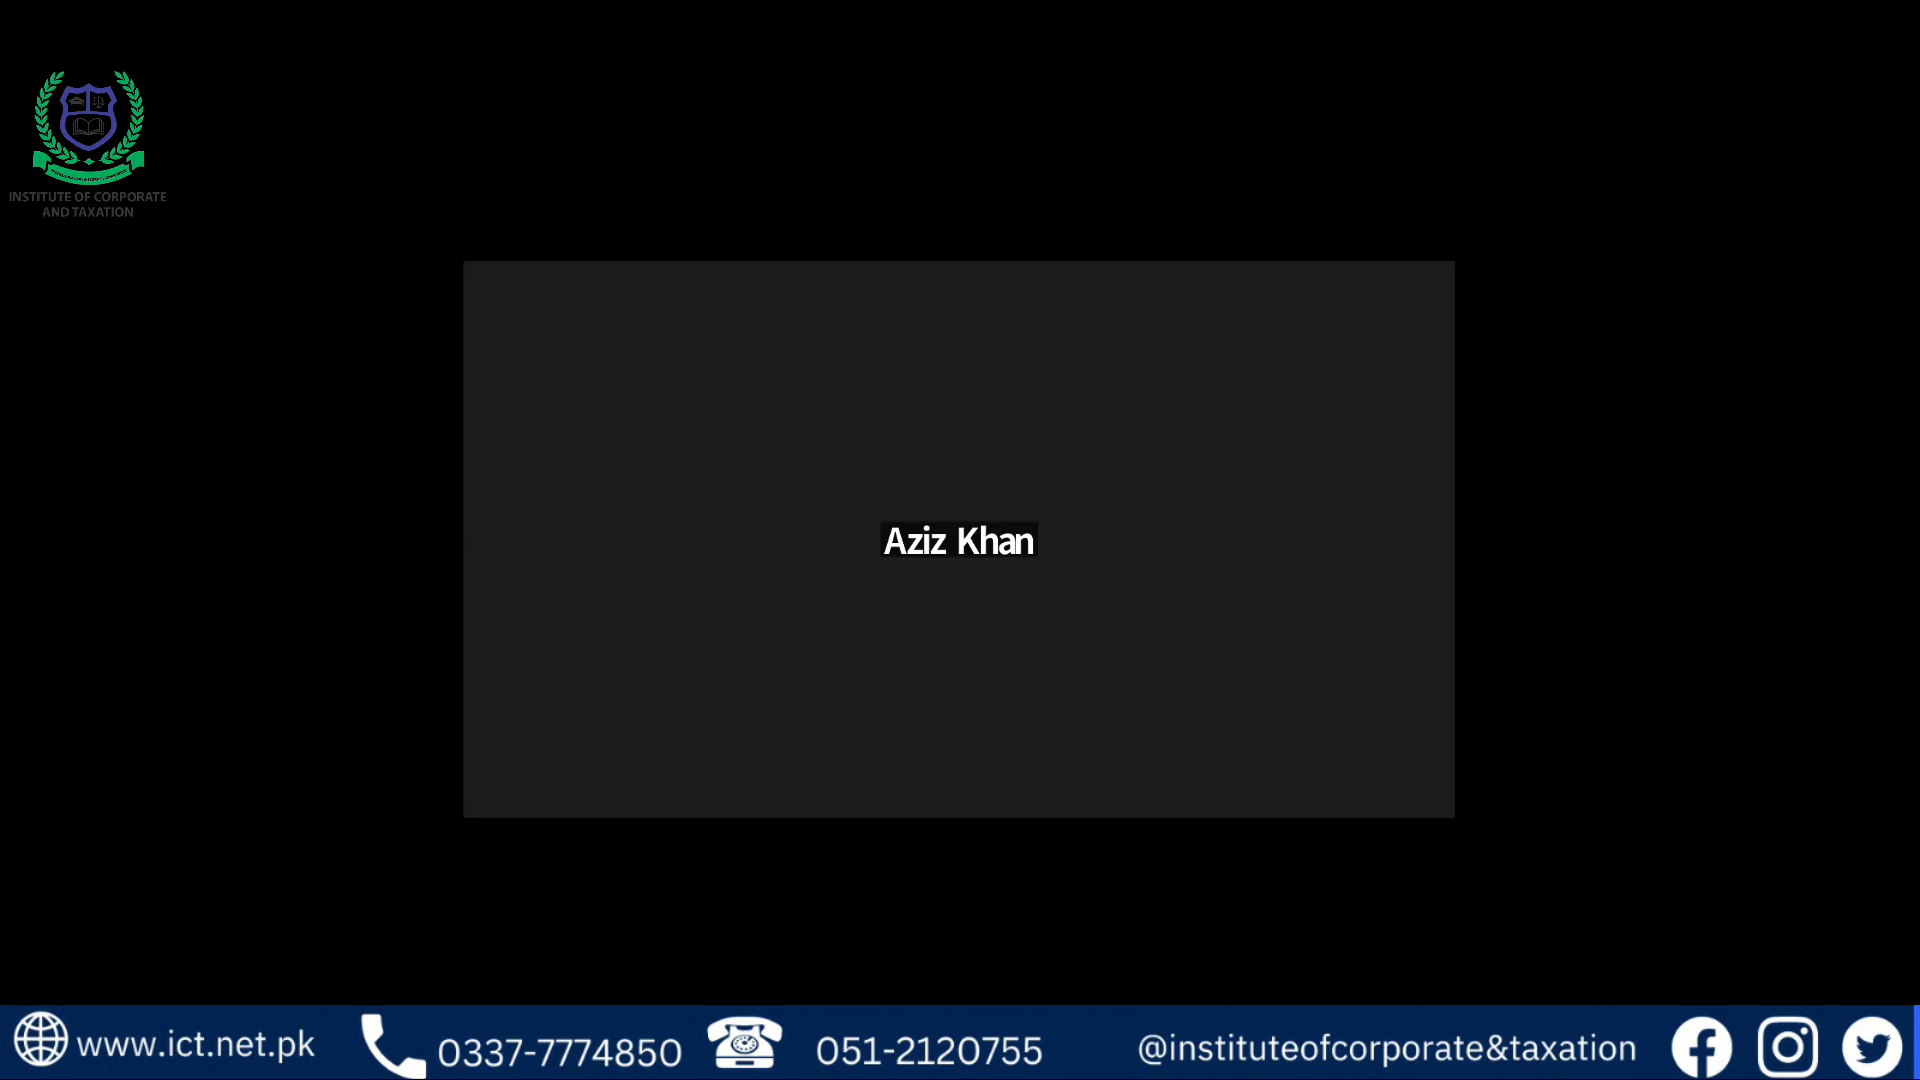 INSTITUTE OF CORPORATE
AND TAXATION
Aziz Khan
www.ict.net.pk
0337-7774850
051-2120755
@instituteofcorporate&taxation